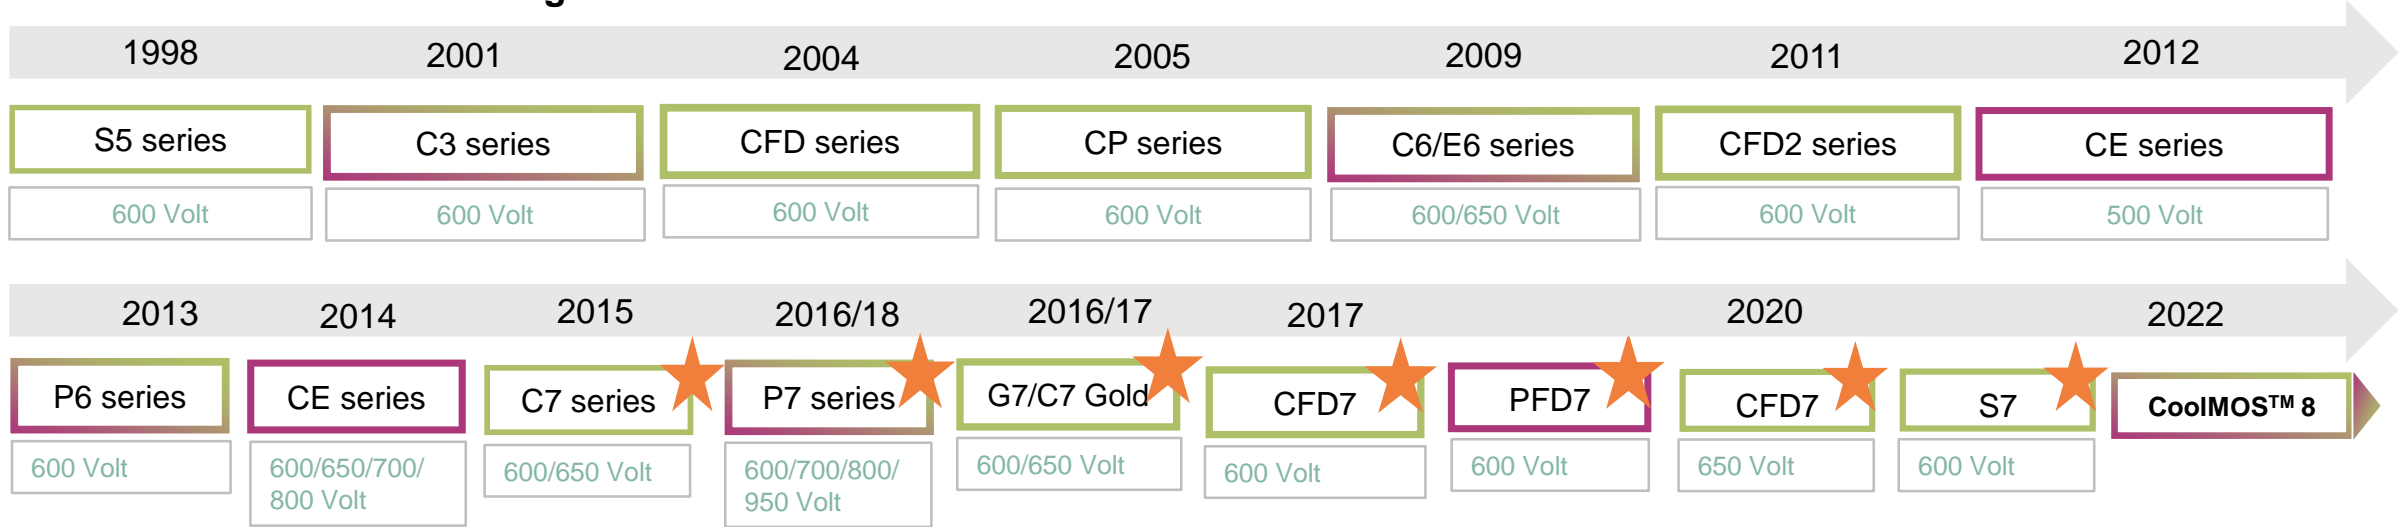 1998 2001 2004 2005 2009 2011 2012
S5 series C3 series CFD series CP series C6/E6 series CFD2 series CE series
600 Volt 600 Volt 600 Volt 600 Volt 600/650 Volt 600 Volt 500 Volt
2013 2014 2015 2016/18 2016/17 2017 2020 2022
P6 series CE series C7 series P7 series G7/C7 Gold CFD7 PFD7 CFD7 S7 CoolMOS™ 8
600 Volt 600/650/700/ 600/650 Volt 600/700/800/ 600/650 Volt 600 Volt 600 Volt 650 Volt 600 Volt
800 Volt 950 Volt